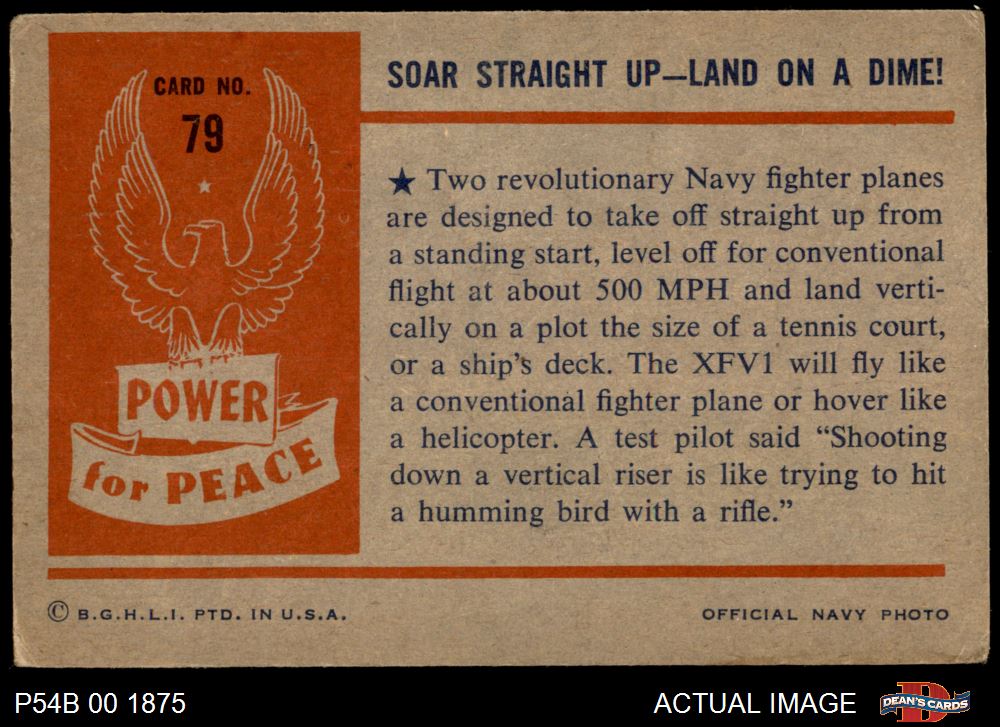 CARD NO.
79
POWER
for PEACE
SOAR STRAIGHT UP—LAND ON A DIME!
★ Two revolutionary Navy fighter planes
are designed to take off straight up from
a standing start, level off for conventional
flight at about 500 MPH and land verti-
cally on a plot the size of a tennis court,
or a ship's deck. The XFV1 will fly like
a conventional fighter plane or hover like
a helicopter. A test pilot said “Shooting
down a vertical riser is like trying to hit
a humming bird with a rifle.”
© B.G.H.L.I. PTD. IN U.S.A.
OFFICIAL NAVY PHOTO
P54B 00 1875
ACTUAL IMAGE
D
DEAN'S CARDS